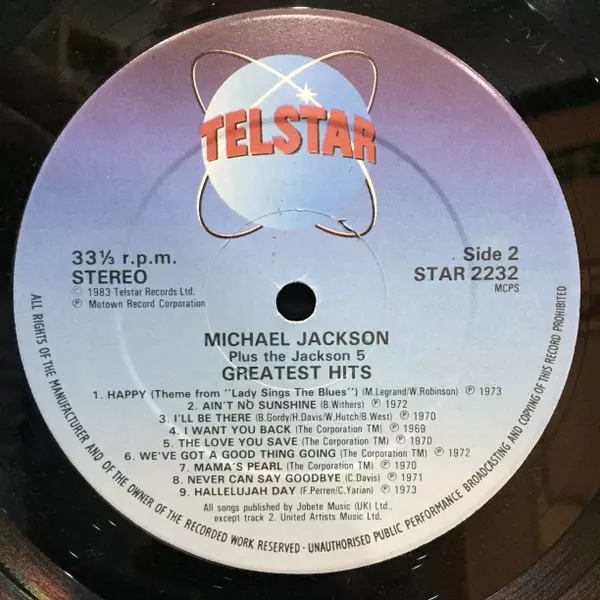 TELSTAR
33⅓ r.p.m.
STEREO
© 1983 Telstar Records Ltd.
℗ Motown Record Corporation
Side 2
STAR 2232
MCPS
MICHAEL JACKSON
Plus the Jackson 5
GREATEST HITS
1. HAPPY (Theme from "Lady Sings The Blues") (M.Legrand/W.Robinson) ℗ 1973
2. AIN'T NO SUNSHINE (B.Withers) ℗ 1972
3. I'LL BE THERE (B.Gordy/H.Davis/W.Hutch/B.West) ℗ 1970
4. I WANT YOU BACK (The Corporation TM) ℗ 1969
5. THE LOVE YOU SAVE (The Corporation TM) ℗ 1970
6. WE'VE GOT A GOOD THING GOING (The Corporation TM) ℗ 1972
7. MAMA'S PEARL (The Corporation TM) ℗ 1970
8. NEVER CAN SAY GOODBYE (C.Davis) ℗ 1971
9. HALLELUJAH DAY (F.Perren/C.Yarian) ℗ 1973
All songs published by Jobete Music (UK) Ltd.,
except track 2. United Artists Music Ltd.
ALL RIGHTS OF THE MANUFACTURER AND OF THE OWNER OF THE RECORDED WORK RESERVED - UNAUTHORISED PUBLIC PERFORMANCE BROADCASTING AND COPYING OF THIS RECORD PROHIBITED